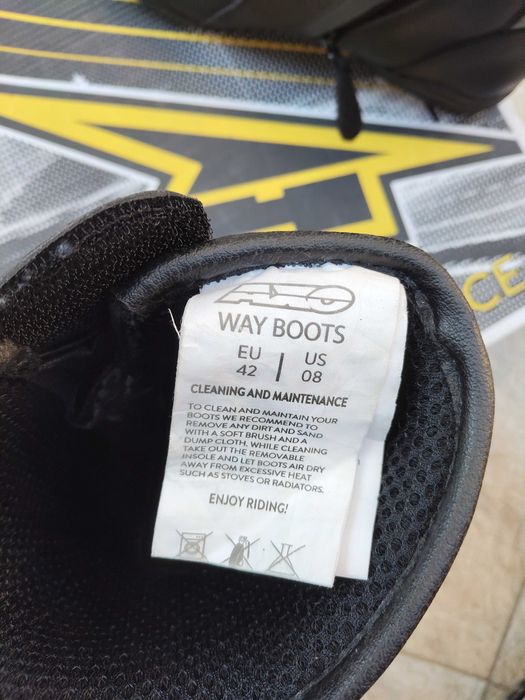 AXO
WAY BOOTS
EU | US
42 | 08
CLEANING AND MAINTENANCE
TO CLEAN AND MAINTAIN YOUR
BOOTS WE RECOMMEND TO
REMOVE ANY DIRT AND SAND
WITH A SOFT BRUSH AND A
DUMP CLOTH. WHILE CLEANING
TAKE OUT THE REMOVABLE
INSOLE AND LET BOOTS AIR DRY
AWAY FROM EXCESSIVE HEAT
SUCH AS STOVES OR RADIATORS.
ENJOY RIDING!
CE